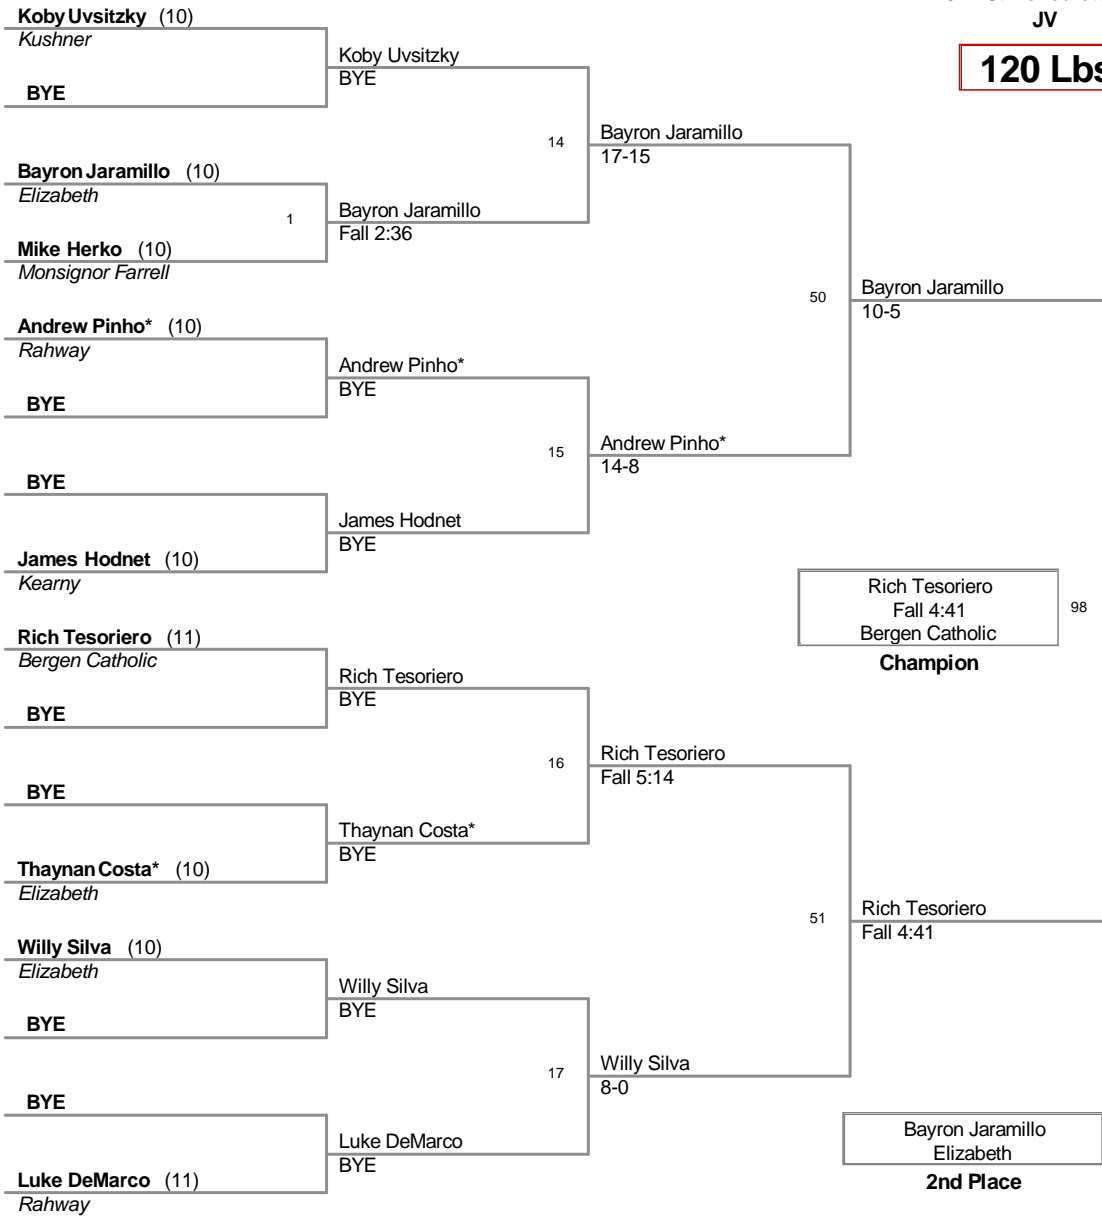 JV
120 Lbs
Koby Uvsitzky (10)
Kushner
BYE
Koby Uvsitzky
BYE
Bayron Jaramillo (10)
Elizabeth
1
Mike Herko (10)
Monsignor Farrell
Bayron Jaramillo
Fall 2:36
14
Bayron Jaramillo
17-15
Andrew Pinho* (10)
Rahway
BYE
Andrew Pinho*
BYE
BYE
James Hodnet (10)
Kearny
James Hodnet
BYE
15
Andrew Pinho*
14-8
50
Bayron Jaramillo
10-5
Rich Tesoriero
Fall 4:41
Bergen Catholic
98
Champion
Rich Tesoriero (11)
Bergen Catholic
BYE
Rich Tesoriero
BYE
BYE
Thaynan Costa* (10)
Elizabeth
Thaynan Costa*
BYE
16
Rich Tesoriero
Fall 5:14
Willy Silva (10)
Elizabeth
BYE
Willy Silva
BYE
BYE
Luke DeMarco (11)
Rahway
Luke DeMarco
BYE
17
Willy Silva
8-0
51
Rich Tesoriero
Fall 4:41
Bayron Jaramillo
Elizabeth
2nd Place